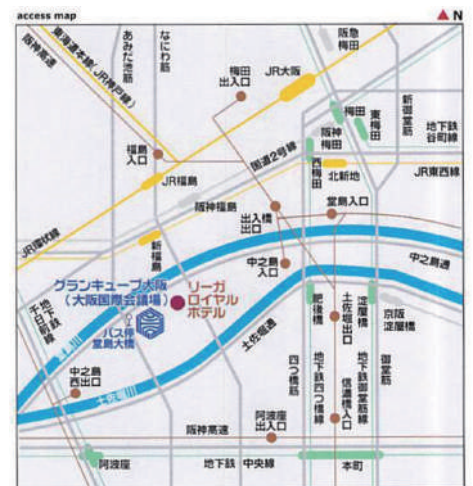 access map
N
阪急
梅田
東海道本線(JR神戸線)
阪神高速
あみだ池筋
なにわ筋
梅田
出入口
JR大阪
梅田
東梅田
新御堂筋
地下鉄
谷町線
福島
入口
国道2号線
阪神
梅田
西梅田
北新地
JR東西線
JR福島
阪神福島
出入橋
出口
堂島入口
JR環状線
新福島
中之島
入口
中之島通
グランキューブ大阪
(大阪国際会議場)
リーガ
ロイヤル
ホテル
地下鉄
千日前線
堂島川
バス停
堂島大橋
土佐堀通
肥後橋
土佐堀出口
淀屋橋
京阪
淀屋橋
中之島
西出口
土佐堀川
四つ橋筋
地下鉄四つ橋線
信濃橋入口
地下鉄御堂筋線
御堂筋
阿波座
出入口
阪神高速
阿波座
地下鉄 中央線
本町